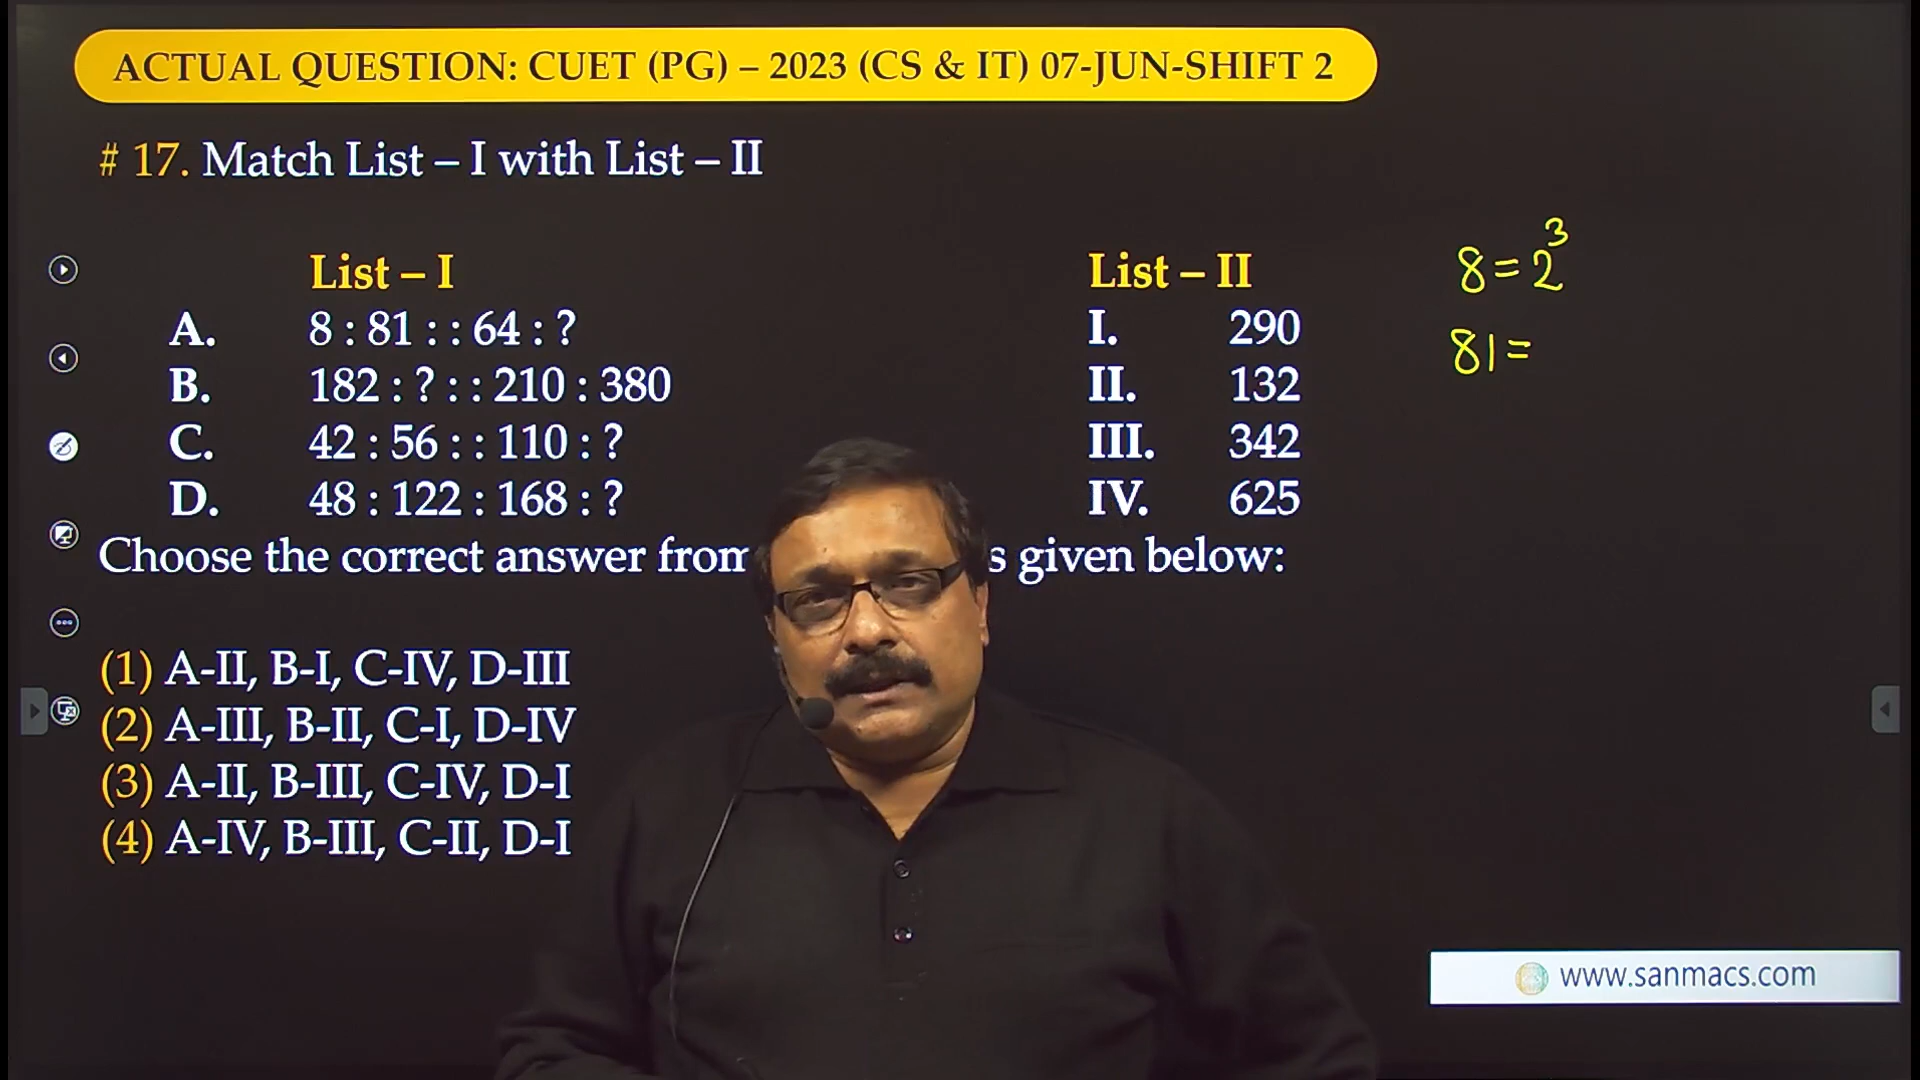 ACTUAL QUESTION: CUET (PG) – 2023 (CS & IT) 07-JUN-SHIFT 2
# 17. Match List – I with List – II
List – I List – II
A. 8 : 81 : : 64 : ? I. 290
B. 182 : ? : : 210 : 380 II. 132
C. 42 : 56 : : 110 : ? III. 342
D. 48 : 122 : 168 : ? IV. 625
8 = 2³
81 =
Choose the correct answer from s given below:
(1) A-II, B-I, C-IV, D-III
(2) A-III, B-II, C-I, D-IV
(3) A-II, B-III, C-IV, D-I
(4) A-IV, B-III, C-II, D-I
www.sanmacs.com